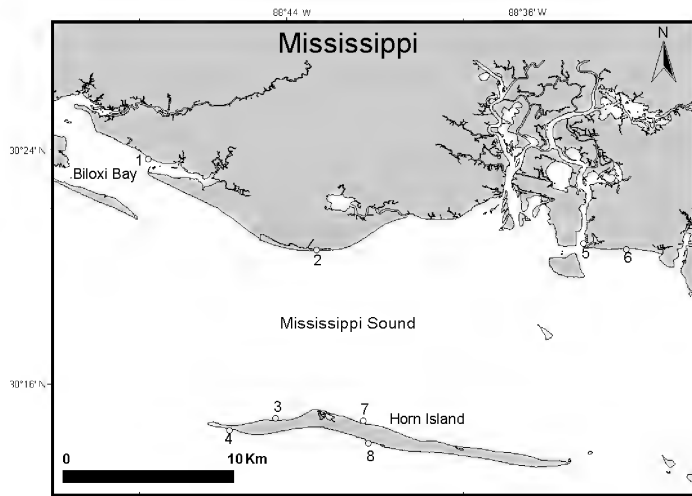 88°44' W
88°36' W
Mississippi
N
30°24' N
1
Biloxi Bay
2
5
6
Mississippi Sound
30°16' N
3
7
Horn Island
4
8
0
10 Km